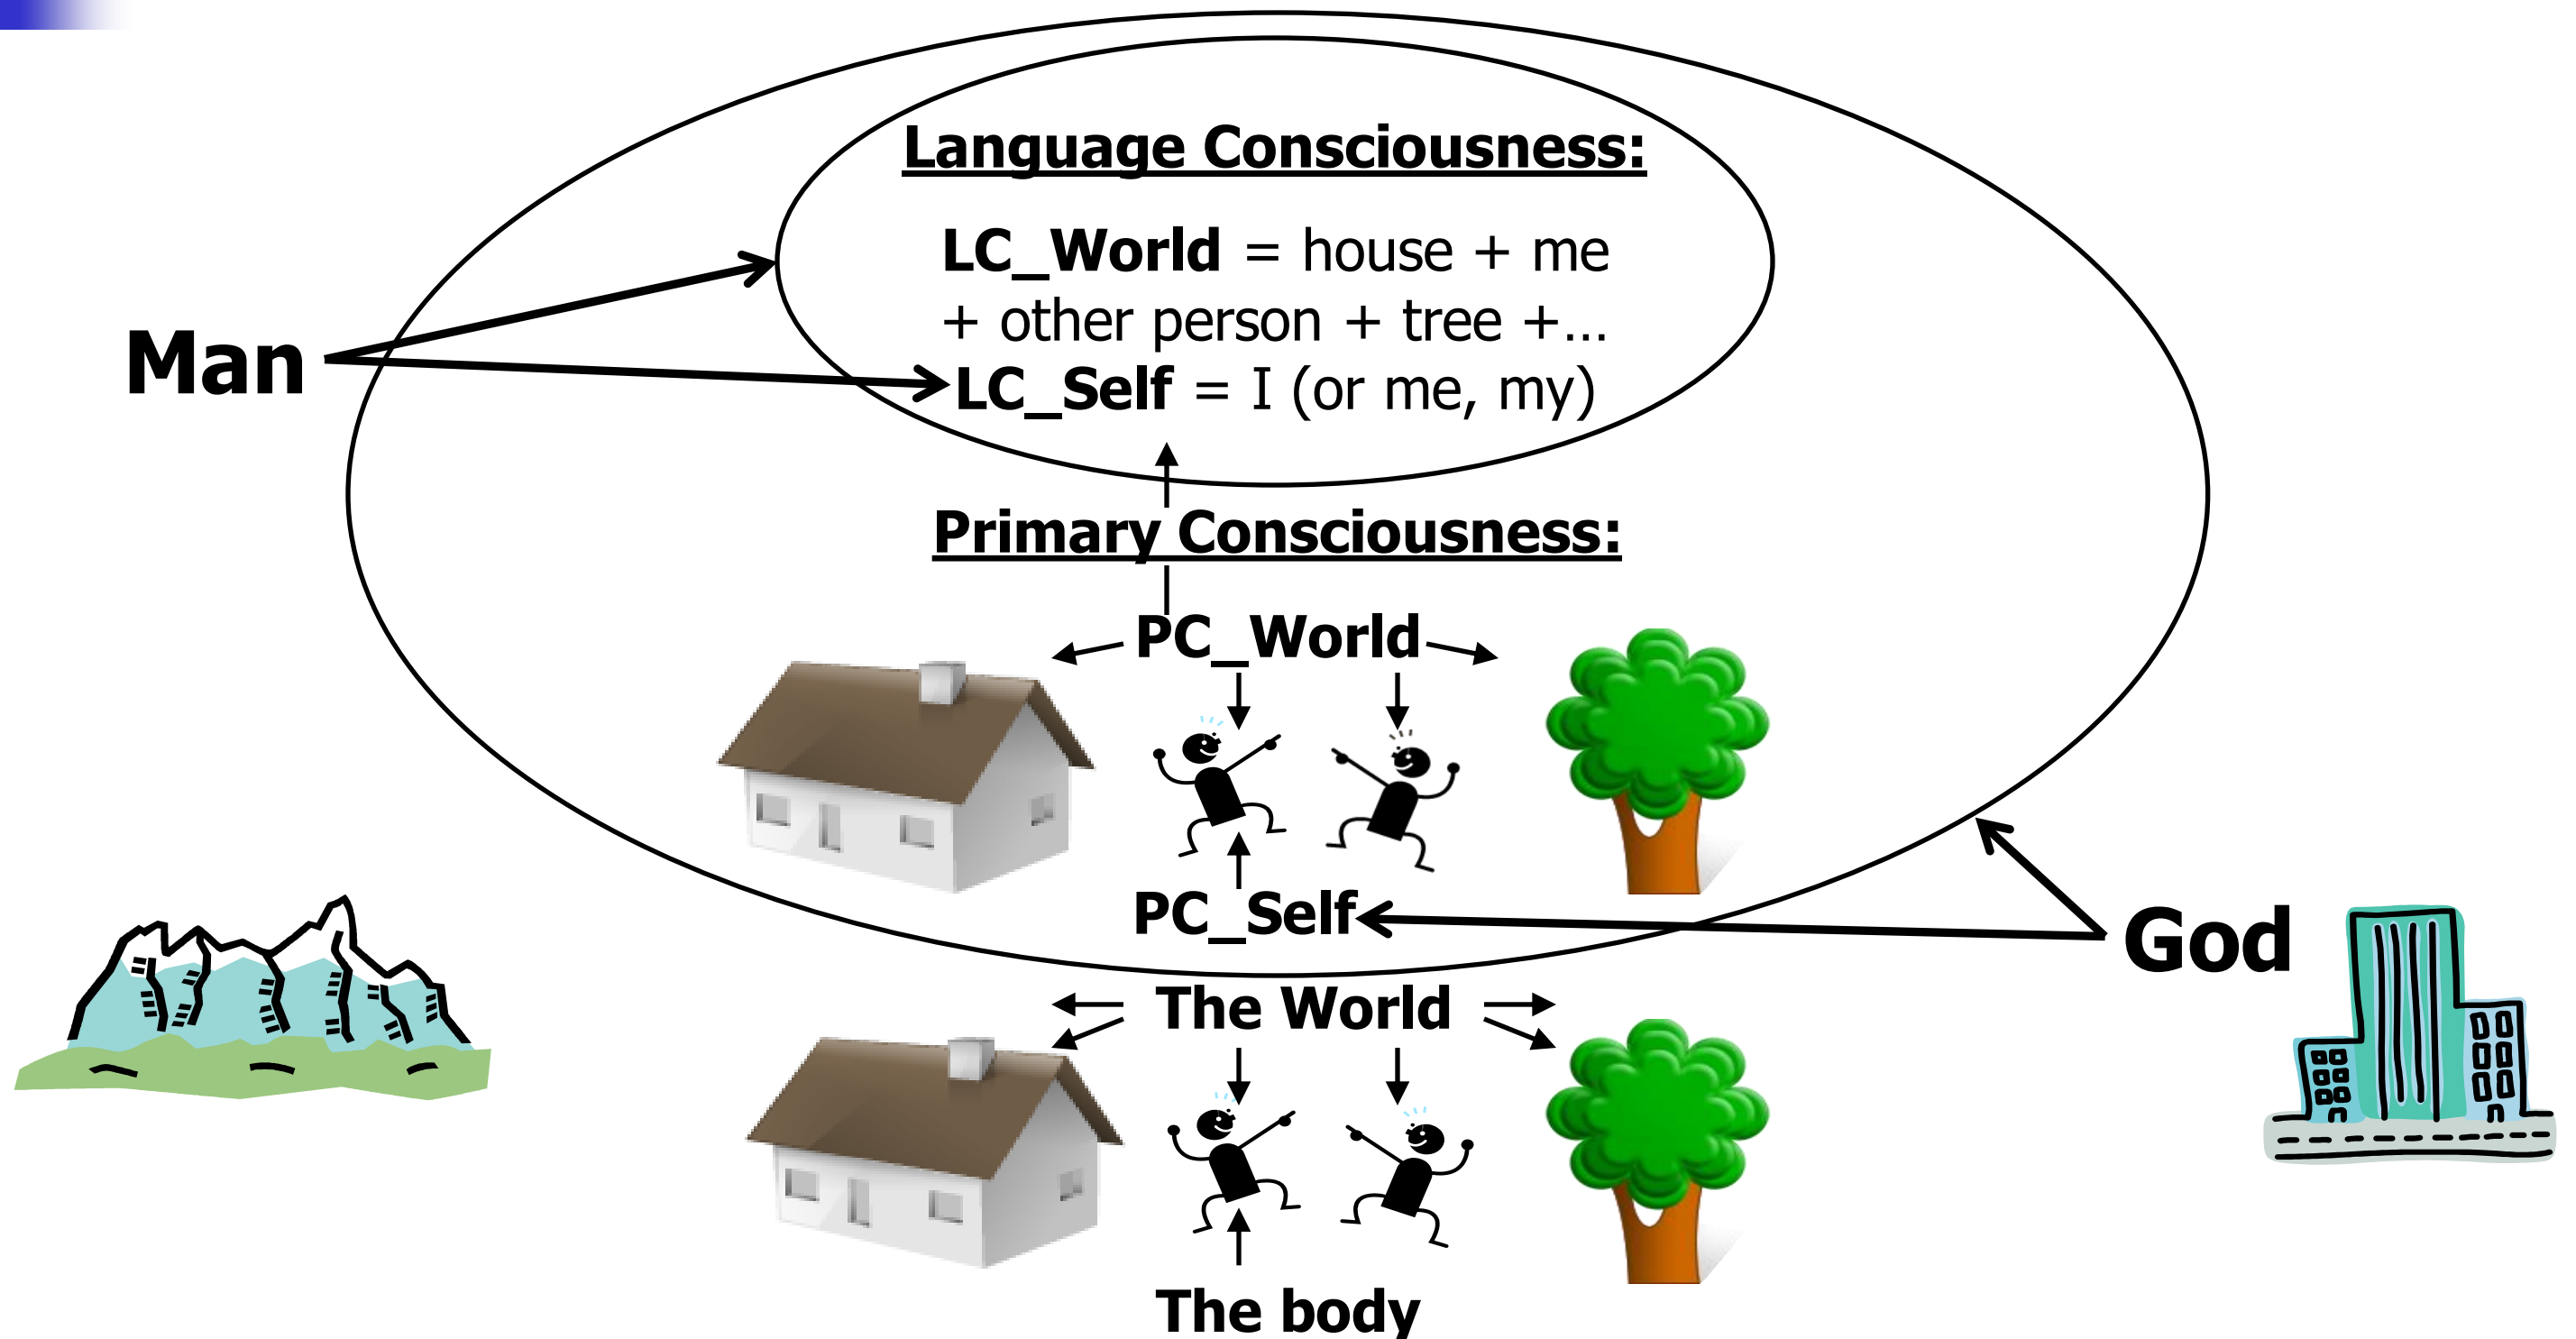 Language Consciousness:
LC_World = house + me
+ other person + tree +...
Man
LC_Self = I (or me, my)
Primary Consciousness:
PC_World
PC_Self
God
The World
The body